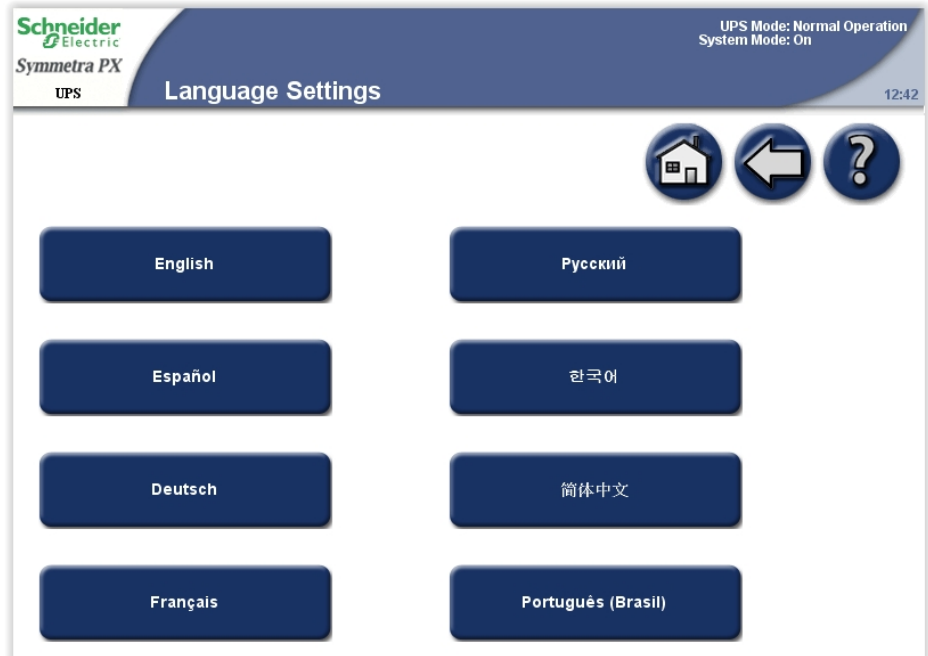 Schneider
Electric
Symmetra PX
UPS
Language Settings
UPS Mode: Normal Operation
System Mode: On
12:42
English
Русский
Español
한국어
Deutsch
简体中文
Français
Português (Brasil)